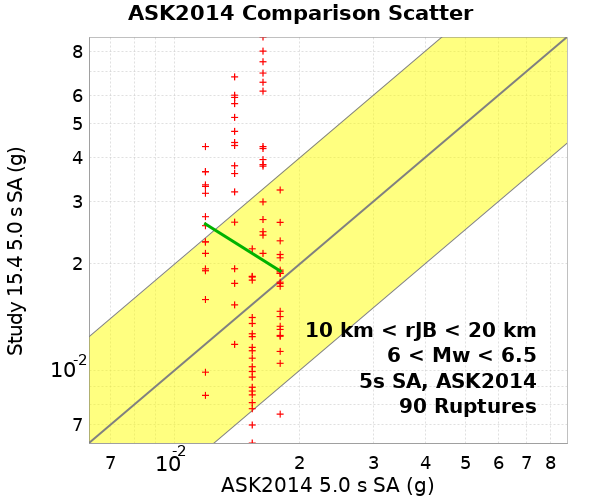 ASK2014 Comparison Scatter
8
6
5
4
3
2
10-2
7
Study 15.4 5.0 s SA (g)
10 km < rJB < 20 km
6 < Mw < 6.5
5s SA, ASK2014
90 Ruptures
7 10-2 2 3 4 5 6 7 8
ASK2014 5.0 s SA (g)